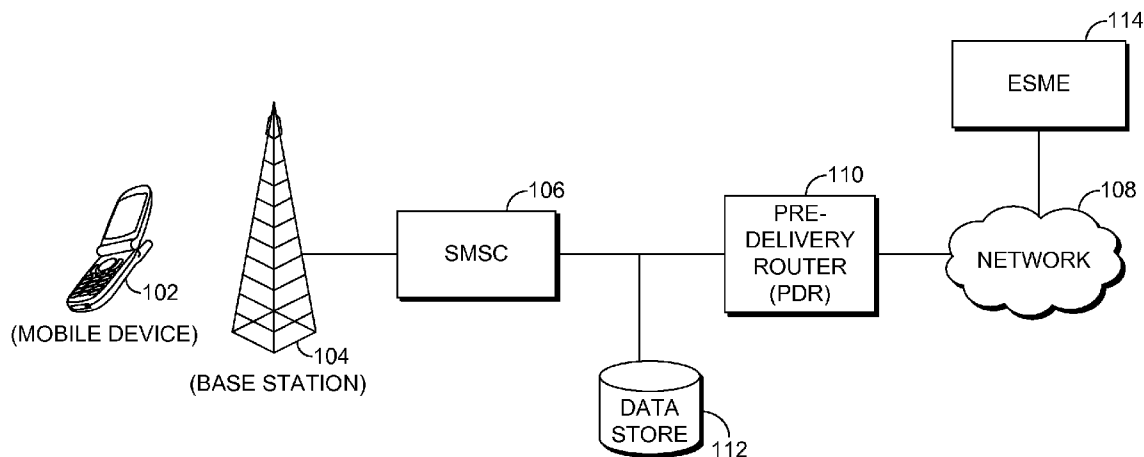 114
ESME
106
SMSC
110
PRE-
DELIVERY
ROUTER
(PDR)
108
NETWORK
102
(MOBILE DEVICE)
104
(BASE STATION)
DATA
STORE
112